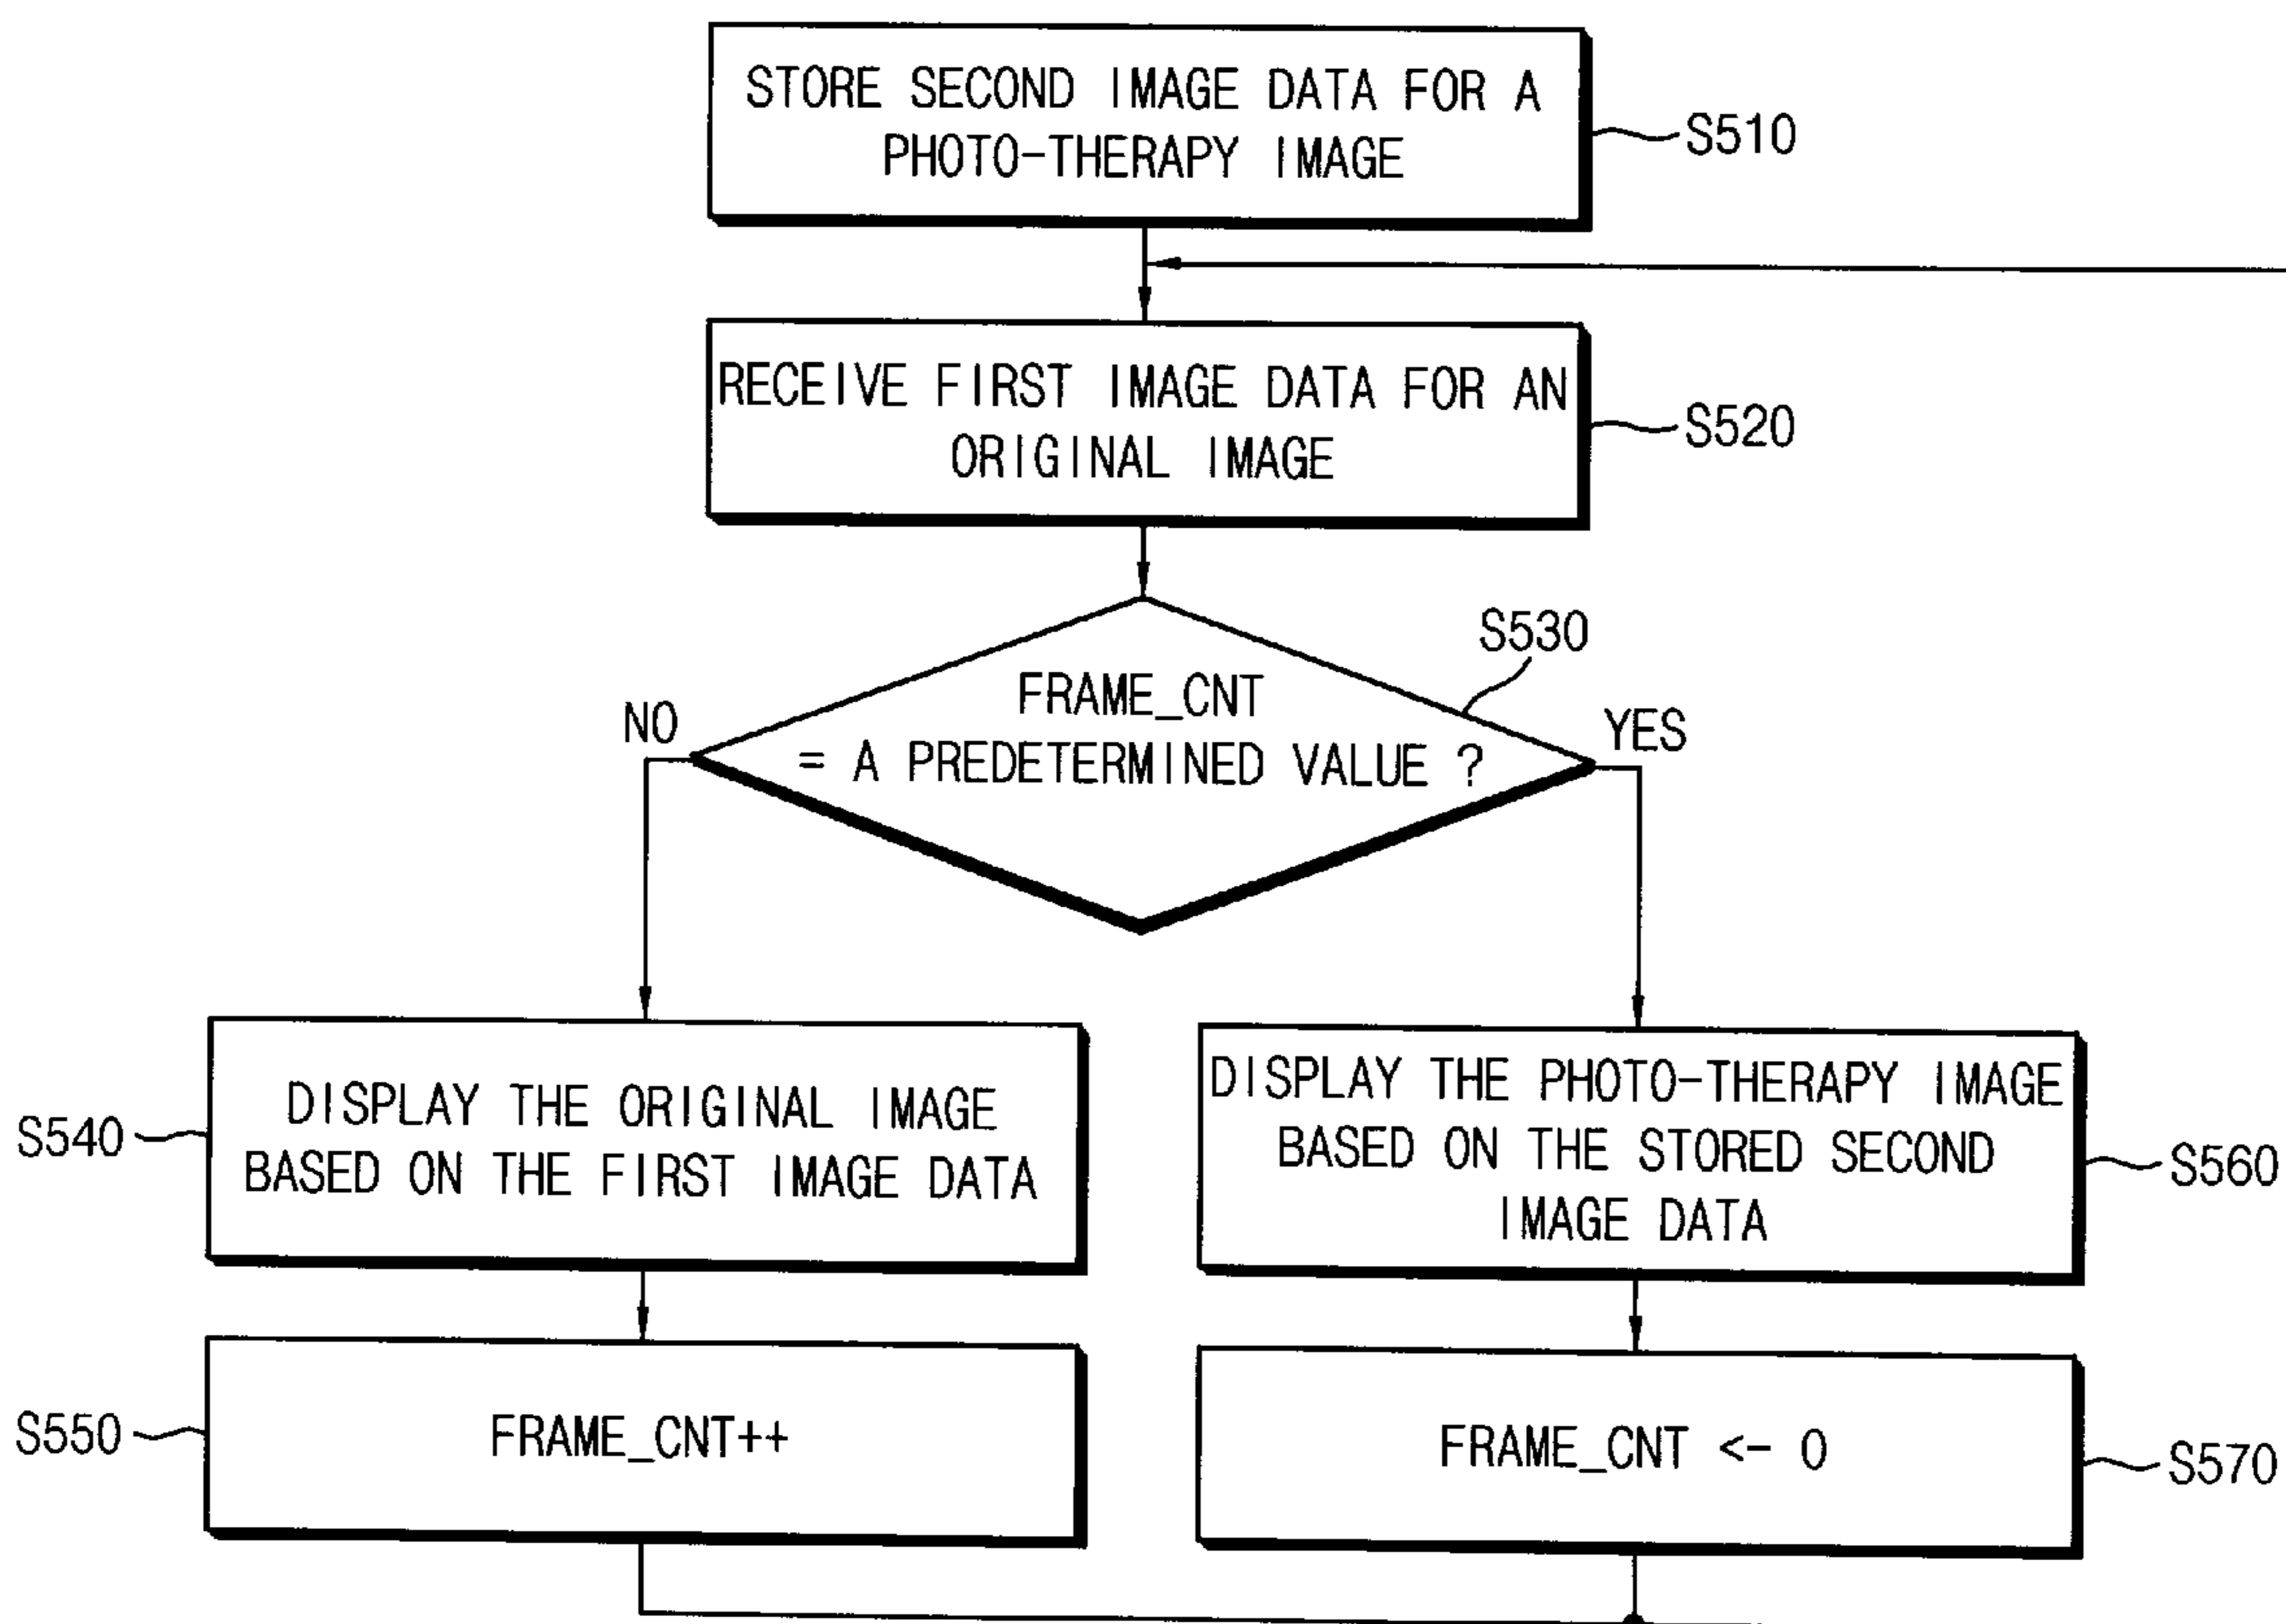 STORE SECOND IMAGE DATA FOR A
PHOTO-THERAPY IMAGE
S510
RECEIVE FIRST IMAGE DATA FOR AN
ORIGINAL IMAGE
S520
S530
FRAME_CNT
= A PREDETERMINED VALUE ?
NO
YES
DISPLAY THE ORIGINAL IMAGE
BASED ON THE FIRST IMAGE DATA
S540
DISPLAY THE PHOTO-THERAPY IMAGE
BASED ON THE STORED SECOND
IMAGE DATA
S560
S550
FRAME_CNT++
FRAME_CNT <- 0
S570